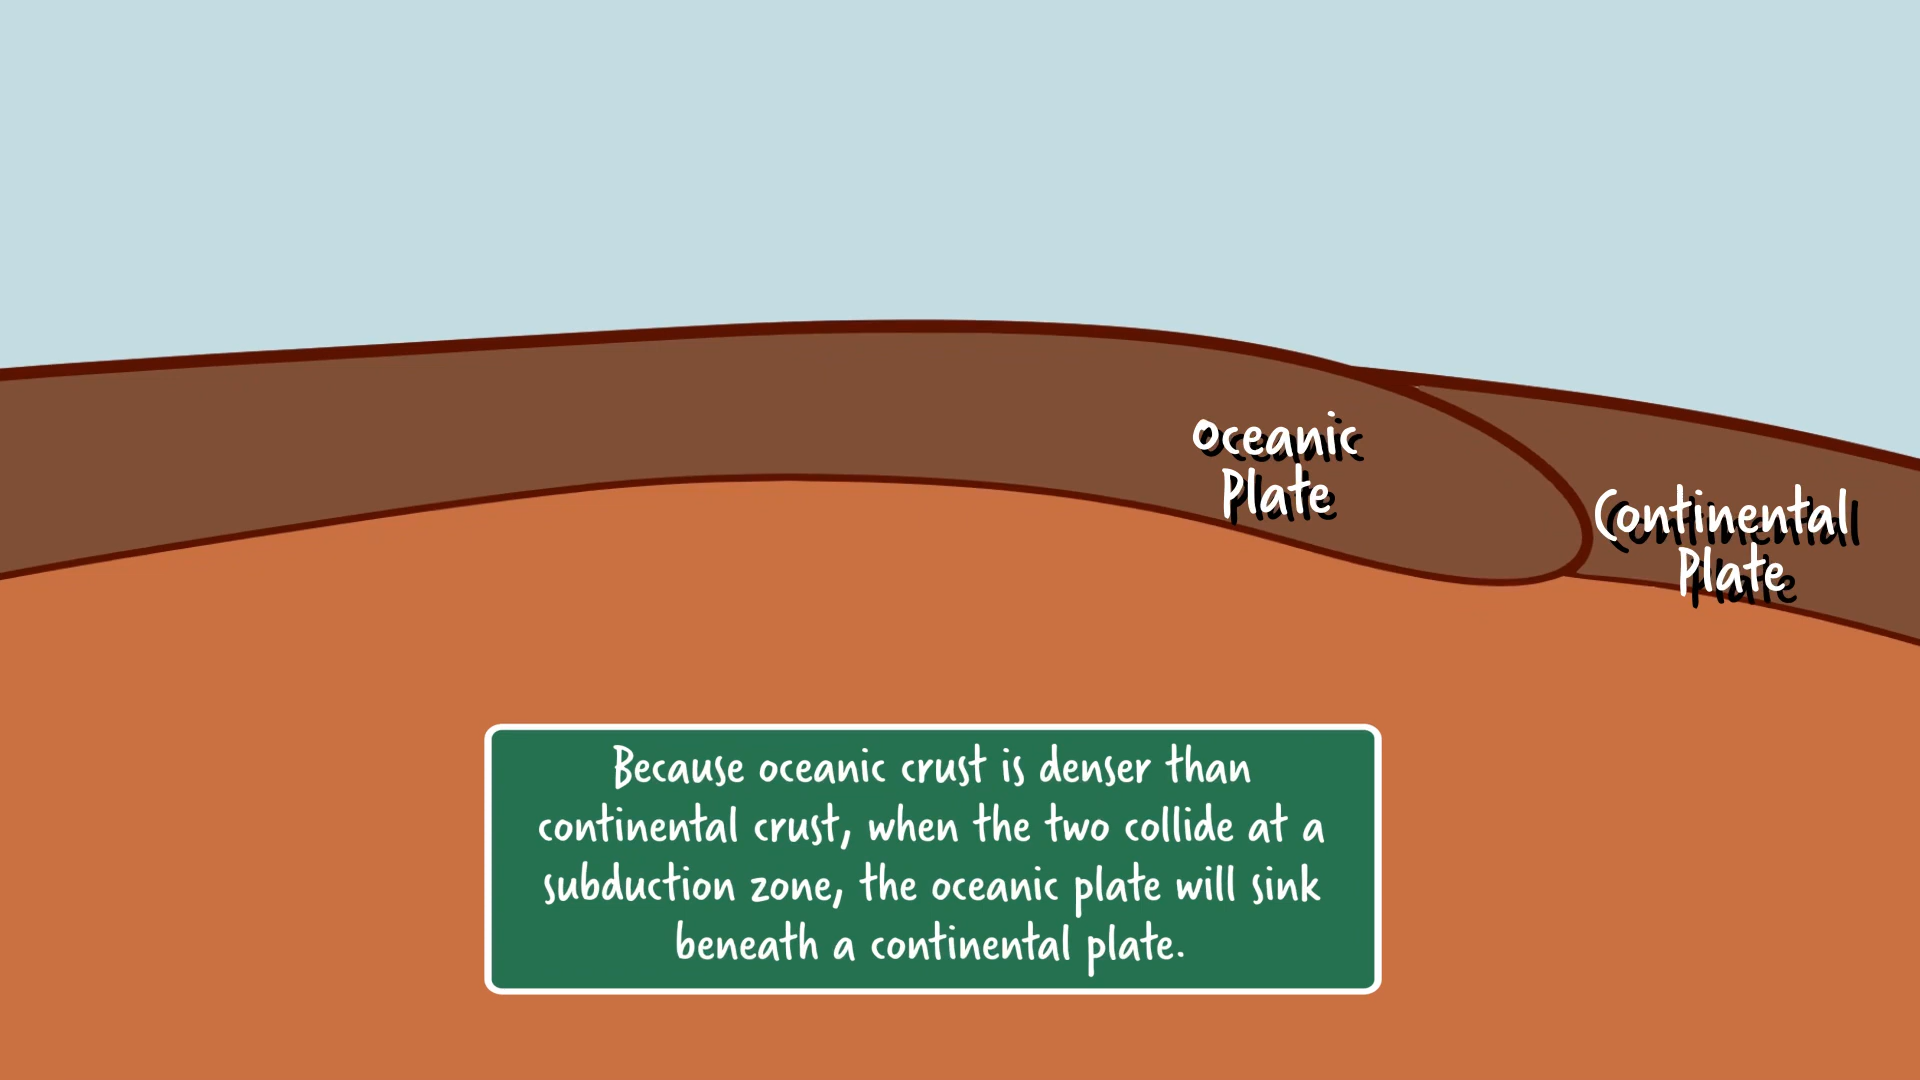 Oceanic
Plate
Continental
Plate
Because oceanic crust is denser than
continental crust, when the two collide at a
subduction zone, the oceanic plate will sink
beneath a continental plate.